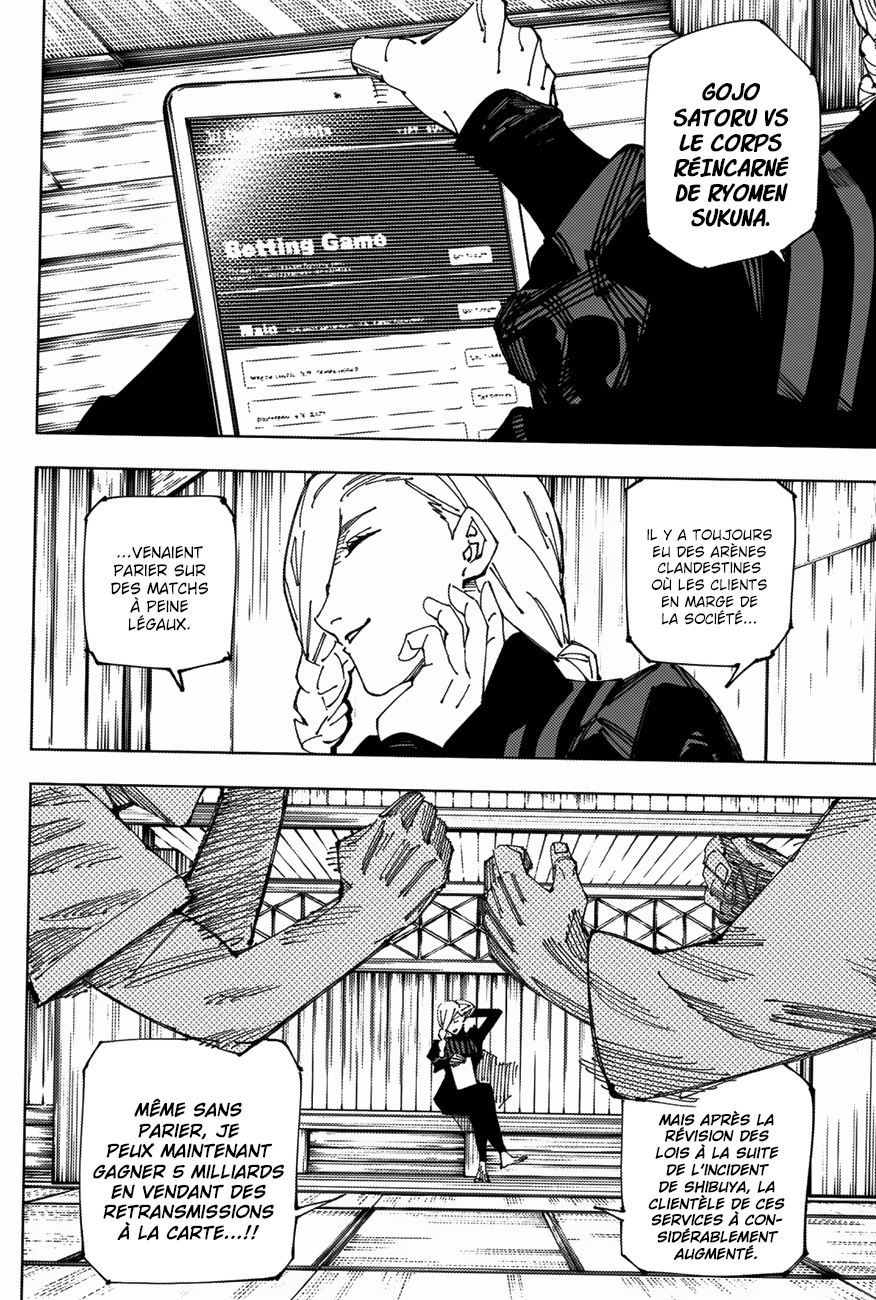 GOJO
SATORU VS
LE CORPS
RÉINCARNÉ
DE RYOMEN
SUKUNA.
Betting Game
Main
IL Y A TOUJOURS
EU DES ARÈNES
CLANDESTINES
OÙ LES CLIENTS
EN MARGE DE
LA SOCIÉTÉ...
...VENAIENT
PARIER SUR
DES MATCHS
À PEINE
LÉGAUX.
MAIS APRÈS LA
RÉVISION DES
LOIS À LA SUITE
DE L'INCIDENT
DE SHIBUYA, LA
CLIENTÈLE DE CES
SERVICES À CON-
SIDÉRABLEMENT
AUGMENTÉ.
MÊME SANS
PARIER, JE
PEUX MAINTENANT
GAGNER 5 MILLIARDS
EN VENDANT DES
RETRANSMISSIONS
À LA CARTE...!!